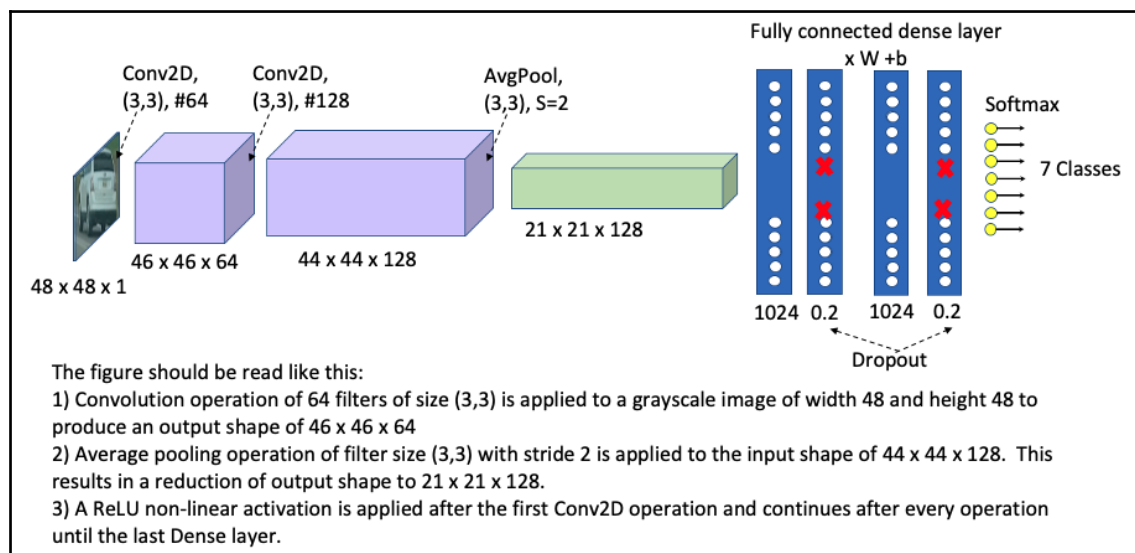 Fully connected dense layer
x W +b
Conv2D,
(3,3), #64
Conv2D,
(3,3), #128
AvgPool,
(3,3), S=2
Softmax
7 Classes
48 x 48 x 1
46 x 46 x 64
44 x 44 x 128
21 x 21 x 128
1024 0.2 1024 0.2
Dropout
The figure should be read like this:
1) Convolution operation of 64 filters of size (3,3) is applied to a grayscale image of width 48 and height 48 to
produce an output shape of 46 x 46 x 64
2) Average pooling operation of filter size (3,3) with stride 2 is applied to the input shape of 44 x 44 x 128. This
results in a reduction of output shape to 21 x 21 x 128.
3) A ReLU non-linear activation is applied after the first Conv2D operation and continues after every operation
until the last Dense layer.